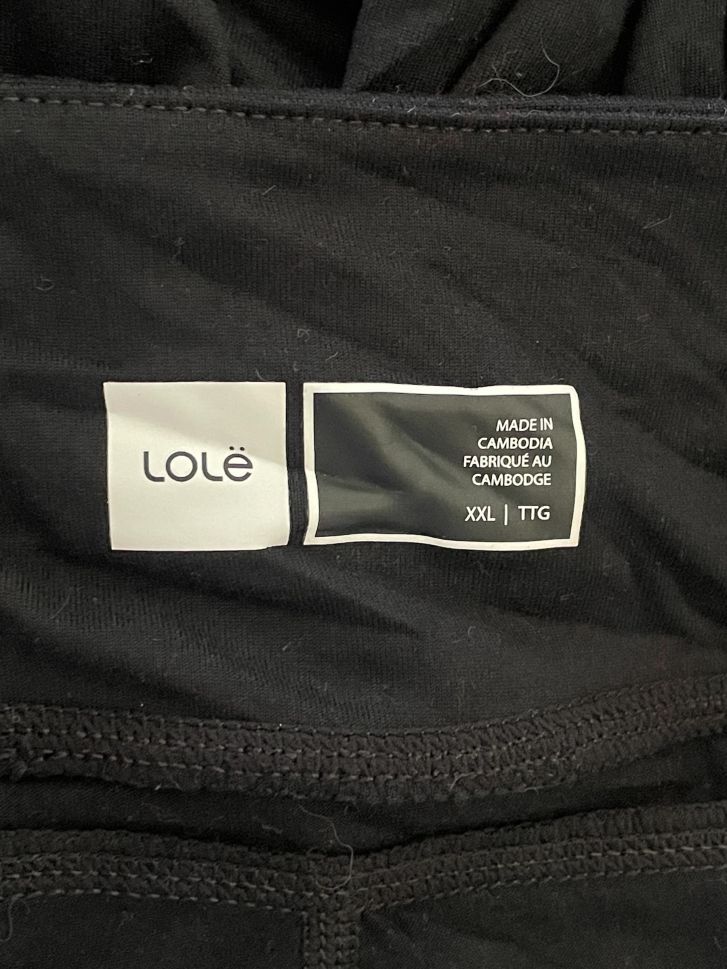 Lolë
MADE IN
CAMBODIA
FABRIQUÉ AU
CAMBODGE
XXL | TTG